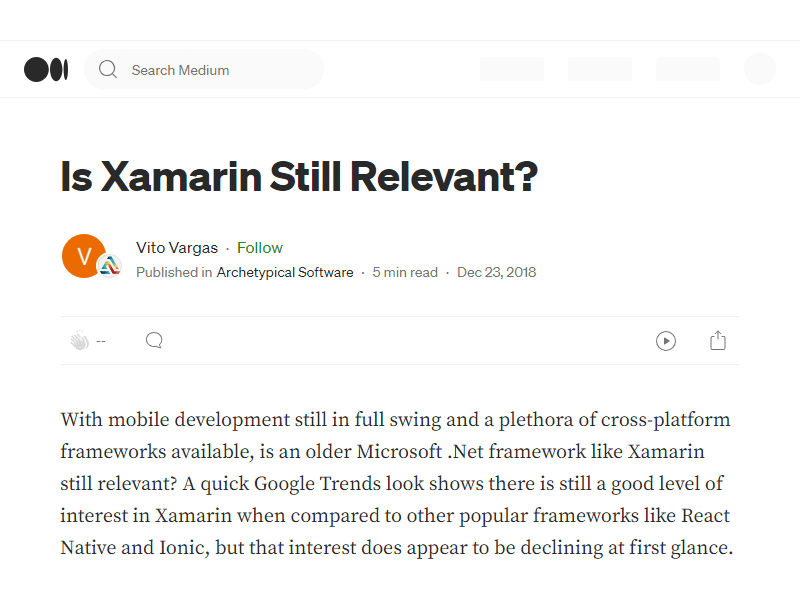 Search Medium
Is Xamarin Still Relevant?
V
Vito Vargas · Follow
Published in Archetypical Software · 5 min read · Dec 23, 2018
--
With mobile development still in full swing and a plethora of cross-platform
frameworks available, is an older Microsoft .Net framework like Xamarin
still relevant? A quick Google Trends look shows there is still a good level of
interest in Xamarin when compared to other popular frameworks like React
Native and Ionic, but that interest does appear to be declining at first glance.